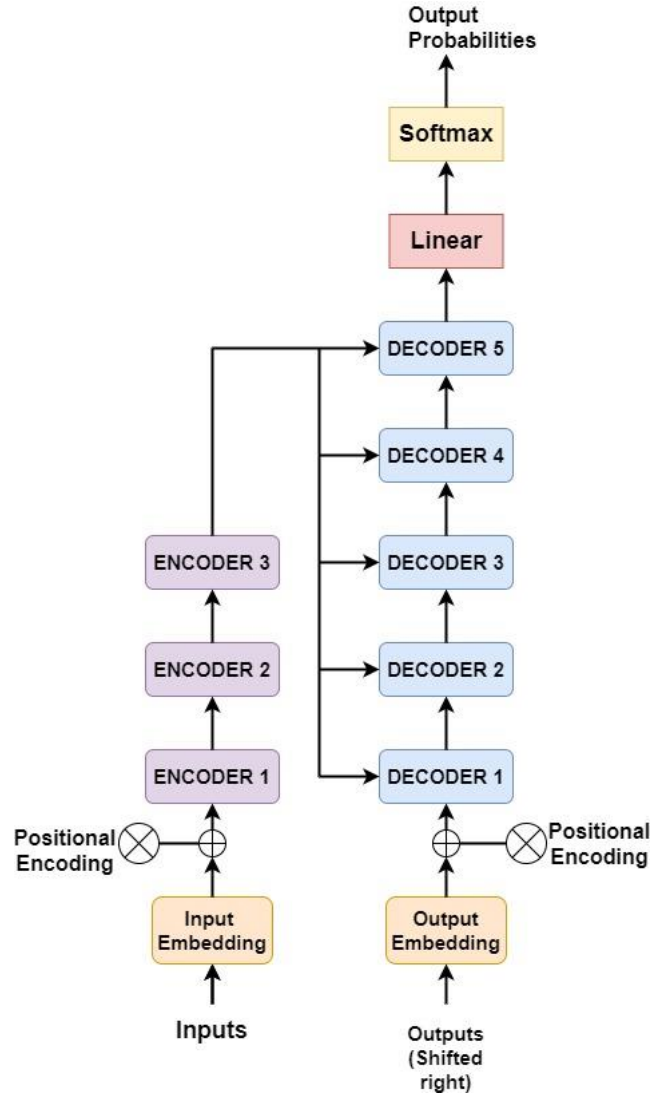 Output
Probabilities
Softmax
Linear
DECODER 5
DECODER 4
ENCODER 3
DECODER 3
ENCODER 2
DECODER 2
ENCODER 1
DECODER 1
Positional
Encoding
Positional
Encoding
Input
Embedding
Output
Embedding
Inputs
Outputs
(Shifted
right)